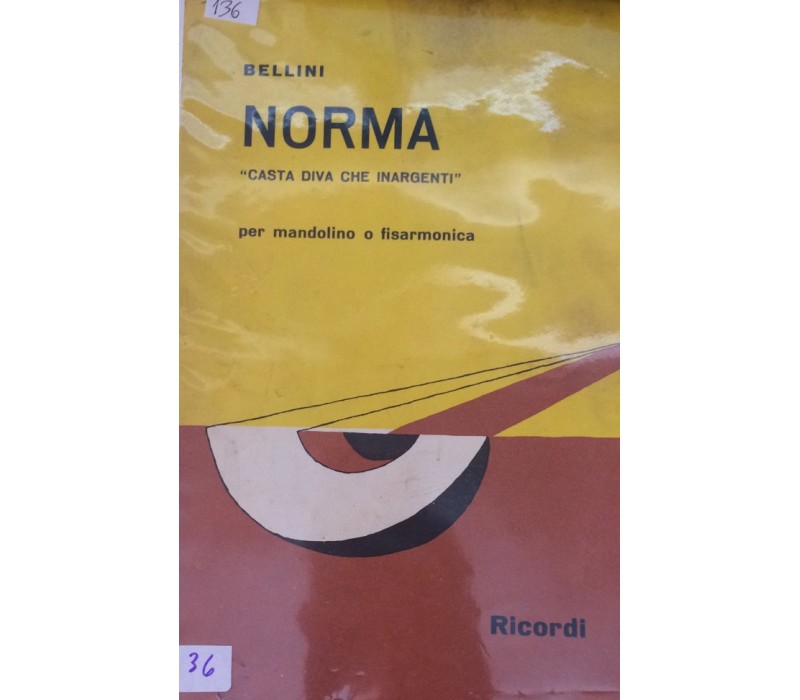 136
BELLINI
NORMA
"CASTA DIVA CHE INARGENTI"
per mandolino o fisarmonica
Ricordi
36